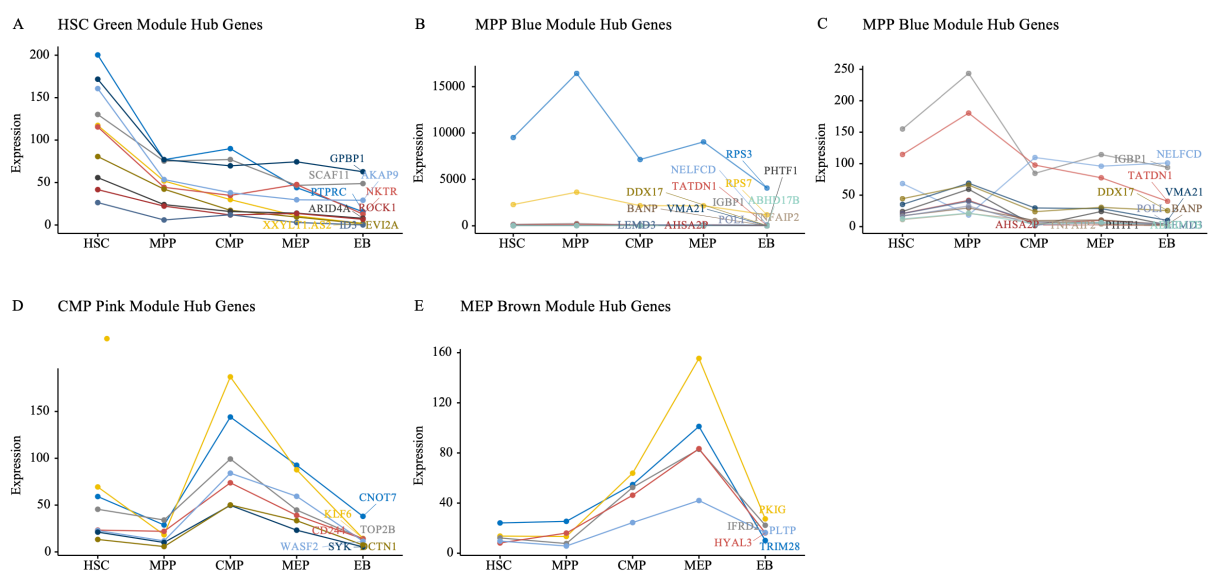 A HSC Green Module Hub Genes
200
150
100
50
0
Expression
GPBP1
SCAF11
AKAP9
PTPRC
NKTR
ROCK1
ARID4A
XXYLT1.AS2
ID3
EVI2A
HSC MPP CMP MEP EB
B MPP Blue Module Hub Genes
15000
10000
5000
0
Expression
RPS3
PHTF1
NELFCD
RPS7
TATDN1
DDX17
ABHD17B
IGBP1
BANP
VMA21
TNFAIP2
LEMD3
AHSA2P
HSC MPP CMP MEP EB
C MPP Blue Module Hub Genes
250
200
150
100
50
0
Expression
NELFCD
IGBP1
TATDN1
DDX17
VMA21
BANP
AHSA2P
TNFAIP2
PHTF1
HSC MPP CMP MEP EB
D CMP Pink Module Hub Genes
150
100
50
0
Expression
CNOT7
KLF6
CD244
TOP2B
WASF2
SYK
HSC MPP CMP MEP EB
E MEP Brown Module Hub Genes
160
120
80
40
0
Expression
PKIG
PLTP
HYAL3
TRIM28
HSC MPP CMP MEP EB